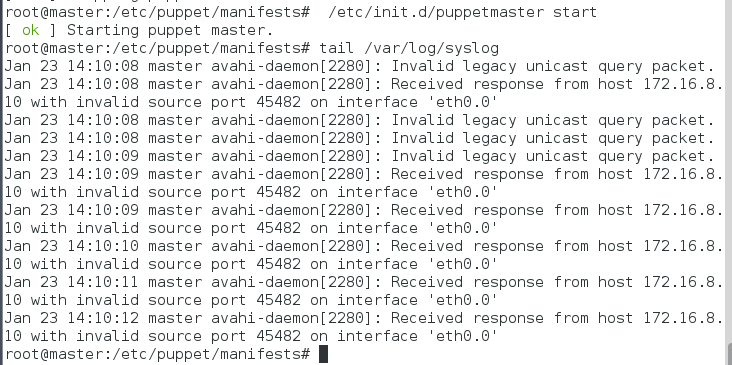 root@master:/etc/puppet/manifests#  /etc/init.d/puppetmaster start
[ ok ] Starting puppet master.
root@master:/etc/puppet/manifests# tail /var/log/syslog
Jan 23 14:10:08 master avahi-daemon[2280]: Invalid legacy unicast query packet.
Jan 23 14:10:08 master avahi-daemon[2280]: Received response from host 172.16.8.
10 with invalid source port 45482 on interface 'eth0.0'
Jan 23 14:10:08 master avahi-daemon[2280]: Invalid legacy unicast query packet.
Jan 23 14:10:08 master avahi-daemon[2280]: Invalid legacy unicast query packet.
Jan 23 14:10:09 master avahi-daemon[2280]: Invalid legacy unicast query packet.
Jan 23 14:10:09 master avahi-daemon[2280]: Received response from host 172.16.8.
10 with invalid source port 45482 on interface 'eth0.0'
Jan 23 14:10:09 master avahi-daemon[2280]: Received response from host 172.16.8.
10 with invalid source port 45482 on interface 'eth0.0'
Jan 23 14:10:10 master avahi-daemon[2280]: Received response from host 172.16.8.
10 with invalid source port 45482 on interface 'eth0.0'
Jan 23 14:10:11 master avahi-daemon[2280]: Received response from host 172.16.8.
10 with invalid source port 45482 on interface 'eth0.0'
Jan 23 14:10:12 master avahi-daemon[2280]: Received response from host 172.16.8.
10 with invalid source port 45482 on interface 'eth0.0'
root@master:/etc/puppet/manifests#